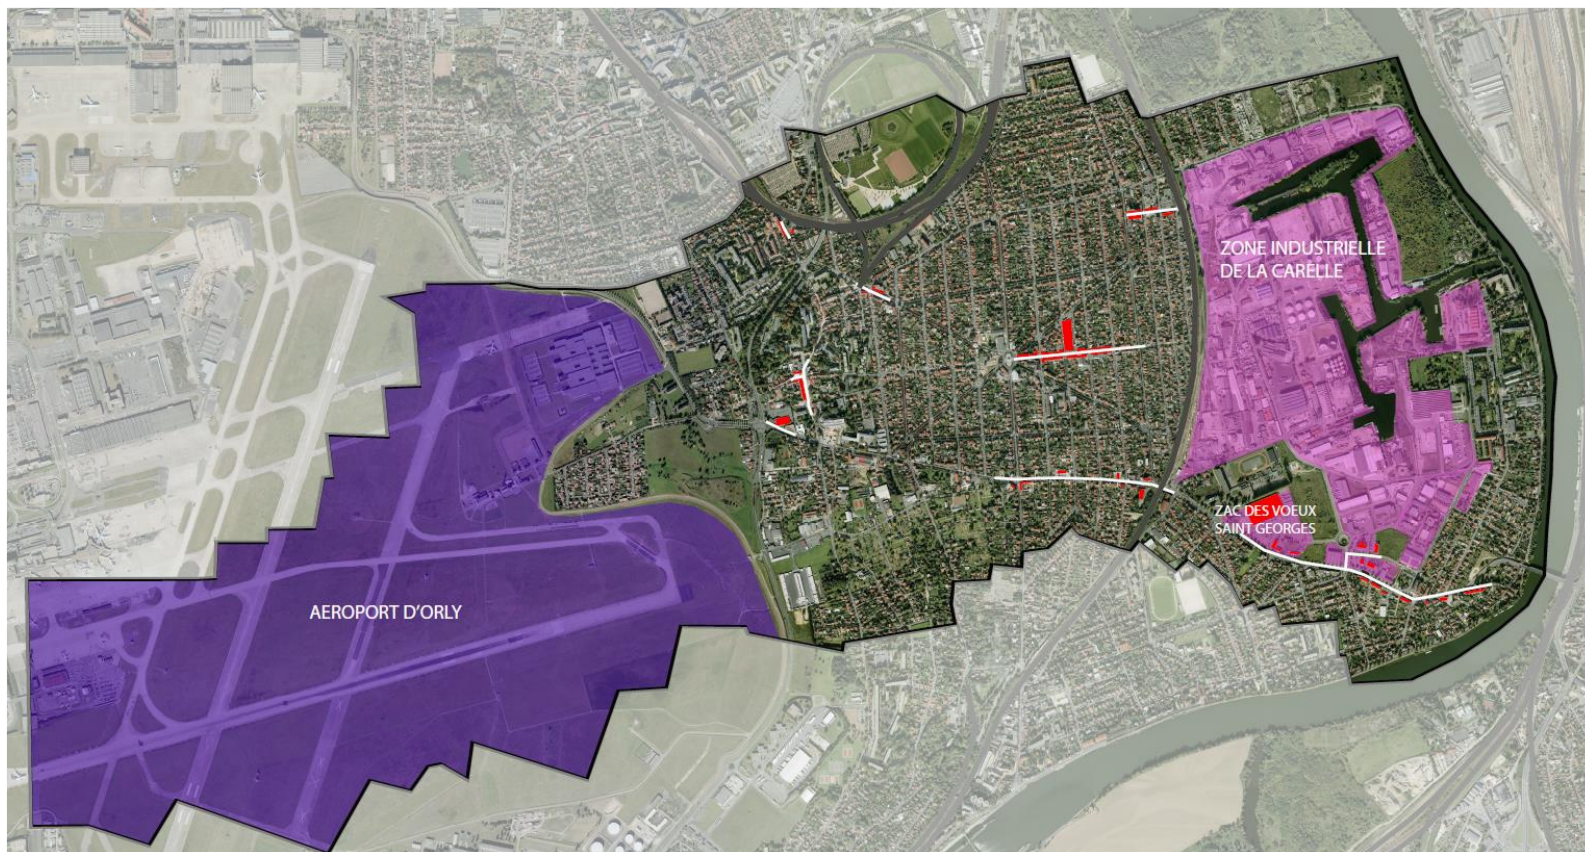 ZONE INDUSTRIELLE
DE LA CARELLE
ZAC DES VOEUX
SAINT GEORGES
AEROPORT D'ORLY